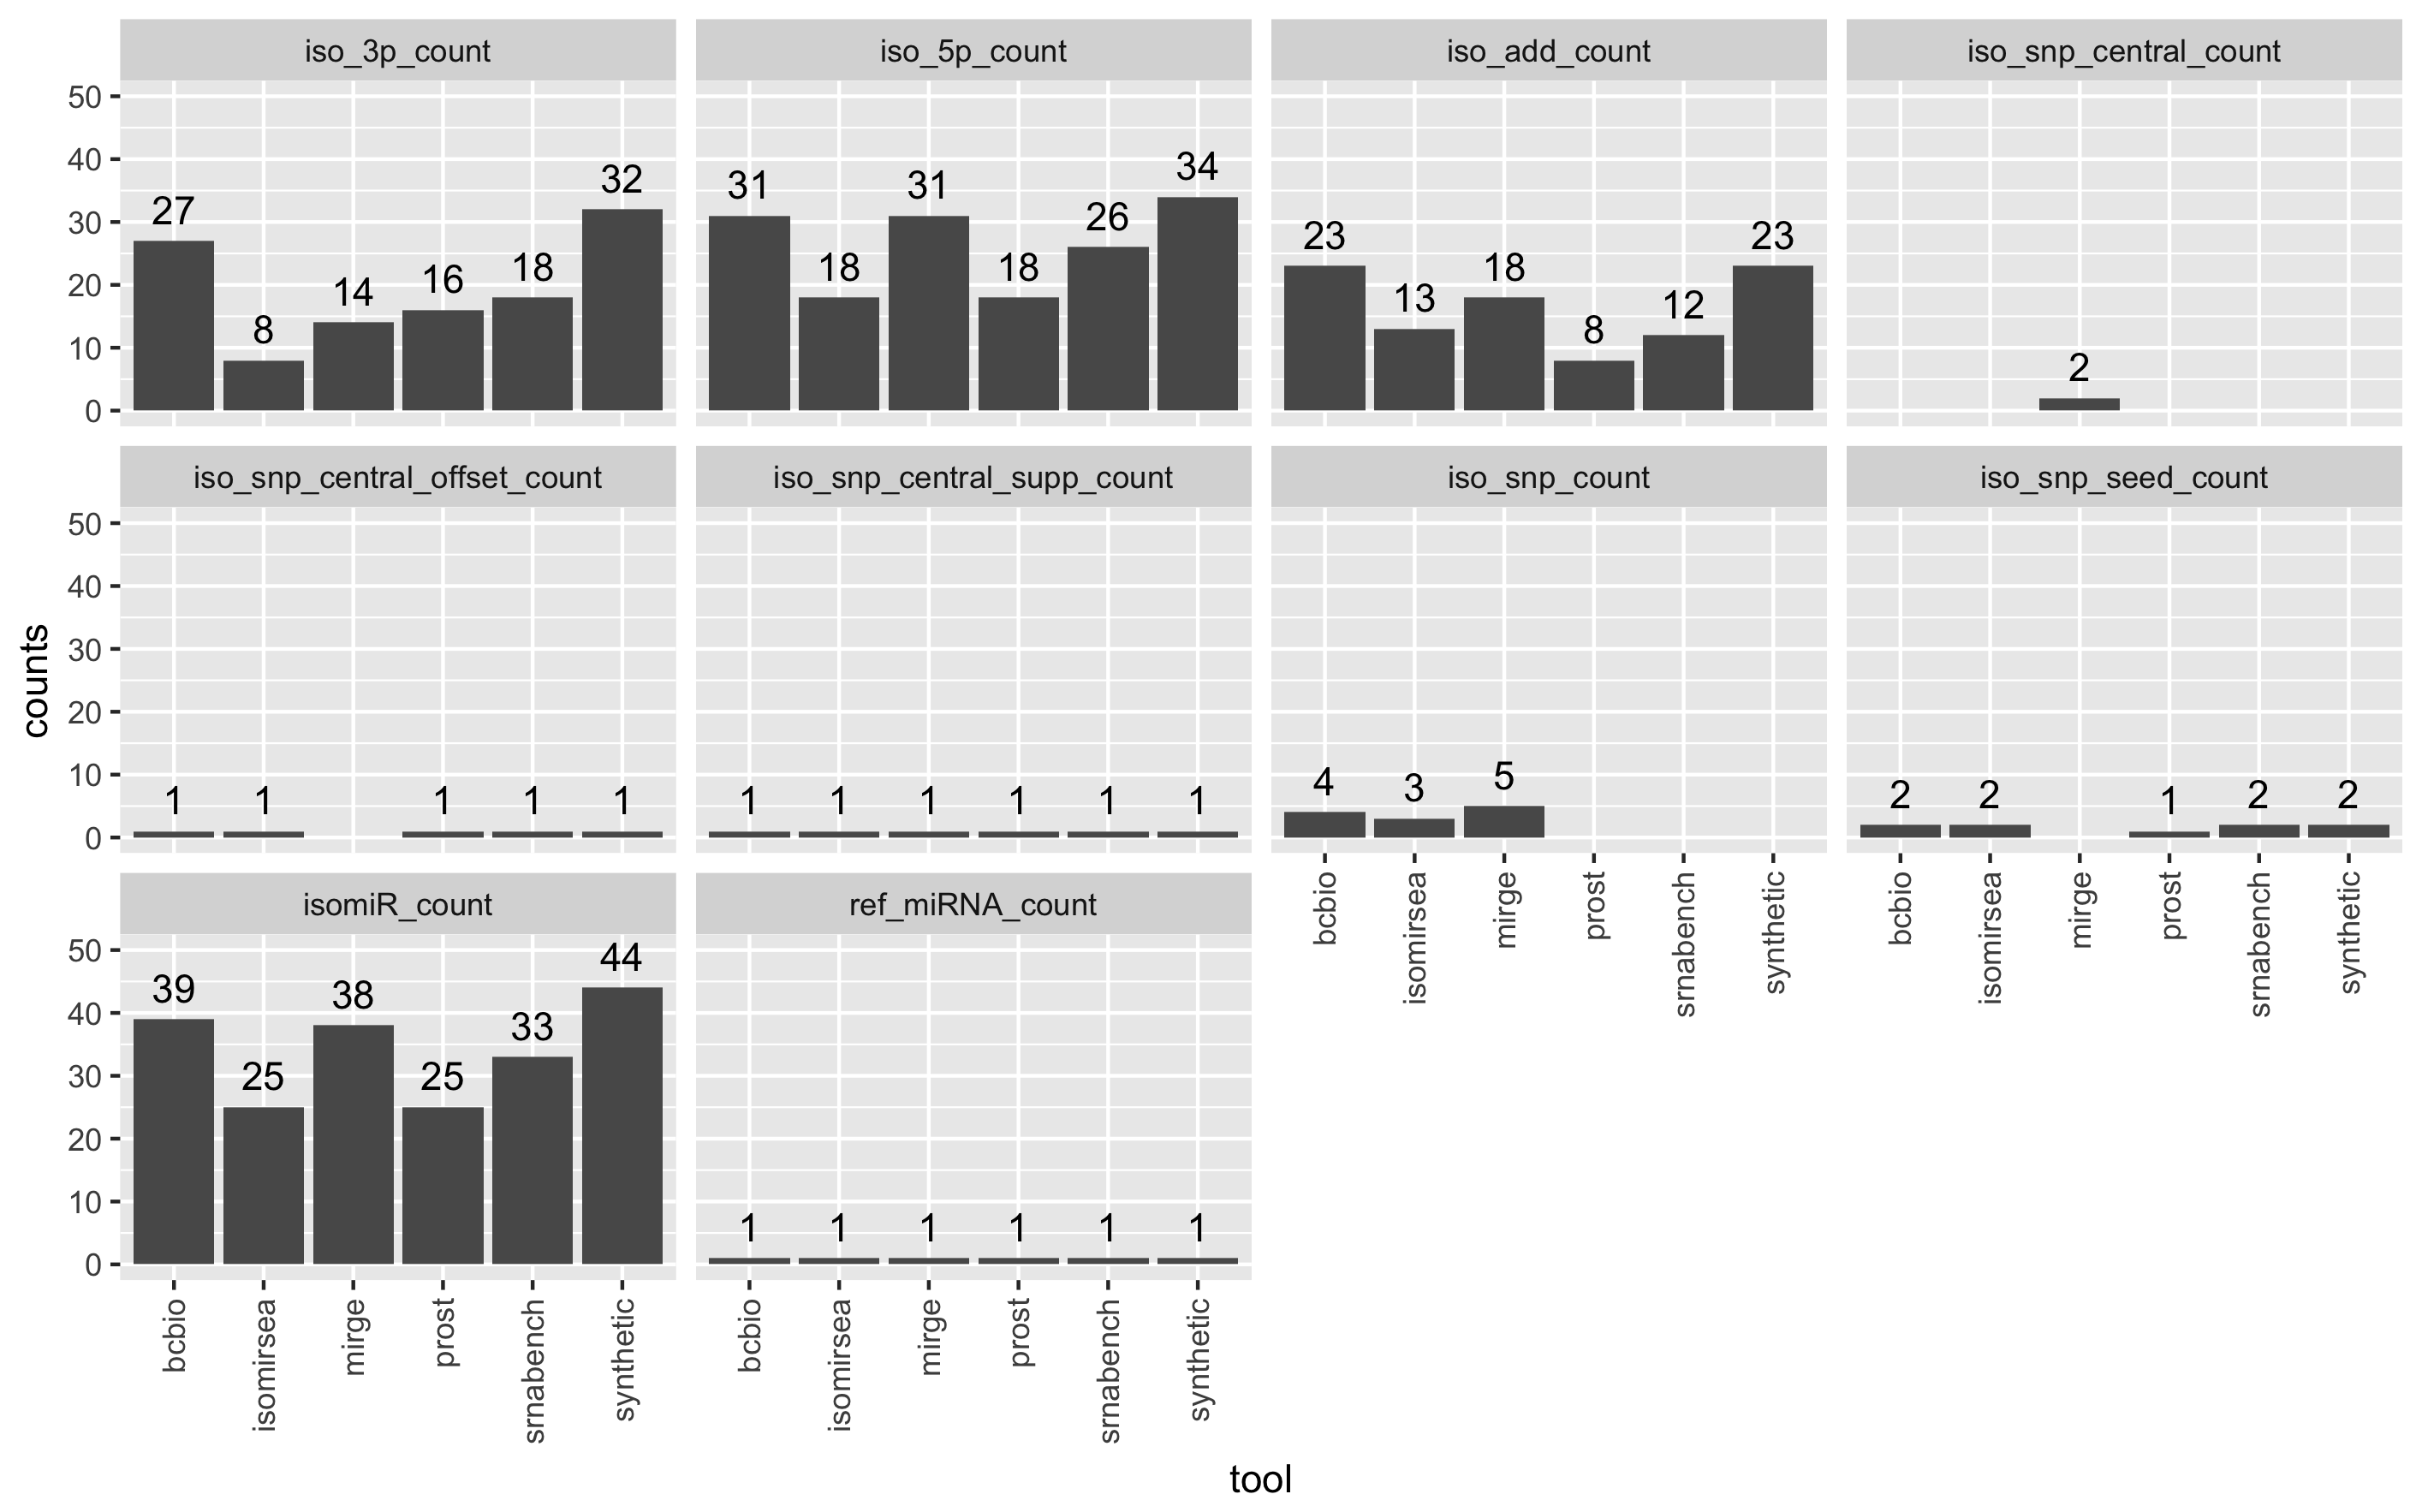 iso_3p_count iso_5p_count iso_add_count iso_snp_central_count
50
40
30
20
10
0
27 8 14 16 18 32
31 18 31 18 26 34
23 13 18 8 12 23
2
iso_snp_central_offset_count iso_snp_central_supp_count iso_snp_count iso_snp_seed_count
50
40
30
20
10
0
1 1 1 1 1
1 1 1 1 1 1
4 3 5
2 2 1 2 2
bcbio isomirsea mirge prost srnabench synthetic
bcbio isomirsea mirge prost srnabench synthetic
isomiR_count ref_miRNA_count
50
40
30
20
10
0
39 25 38 25 33 44
1 1 1 1 1 1
bcbio isomirsea mirge prost srnabench synthetic
bcbio isomirsea mirge prost srnabench synthetic
counts
tool